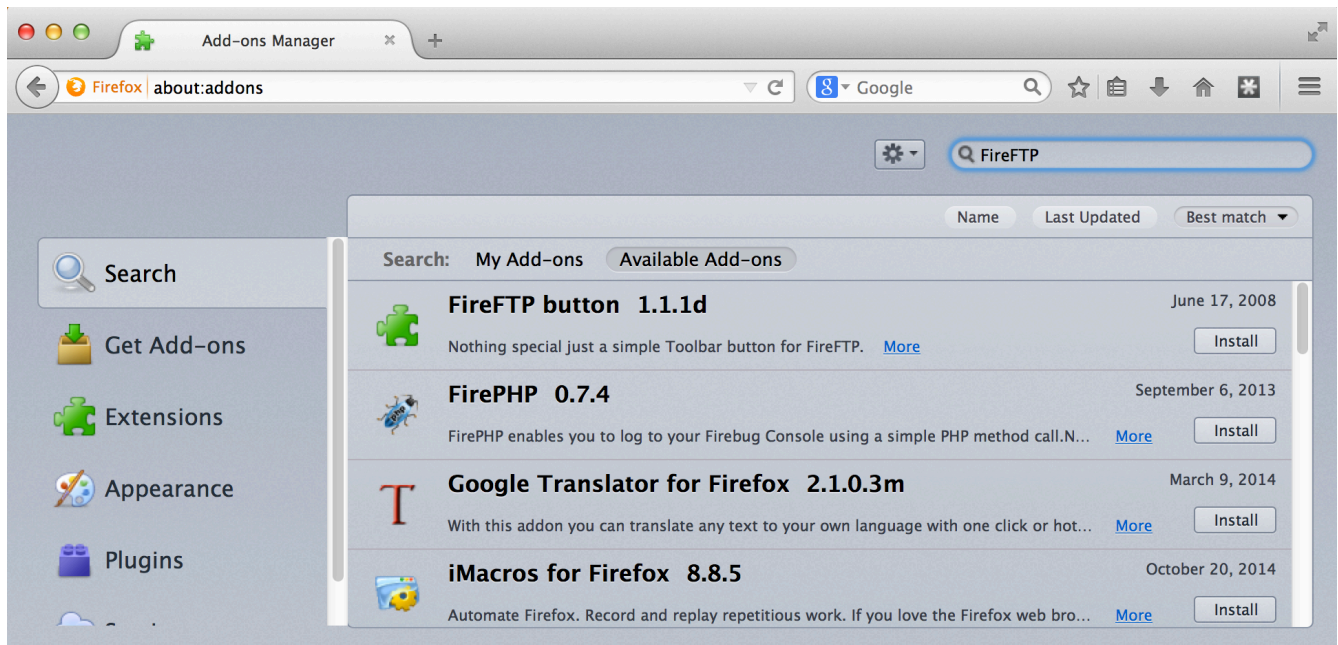 Add-ons Manager
Firefox about:addons
Google
FireFTP
Name Last Updated Best match
Search: My Add-ons Available Add-ons
Search
Get Add-ons
Extensions
Appearance
Plugins
FireFTP button 1.1.1d June 17, 2008
Nothing special just a simple Toolbar button for FireFTP. More Install
FirePHP 0.7.4 September 6, 2013
FirePHP enables you to log to your Firebug Console using a simple PHP method call.N... More Install
Google Translator for Firefox 2.1.0.3m March 9, 2014
With this addon you can translate any text to your own language with one click or hot... More Install
iMacros for Firefox 8.8.5 October 20, 2014
Automate Firefox. Record and replay repetitious work. If you love the Firefox web bro... More Install